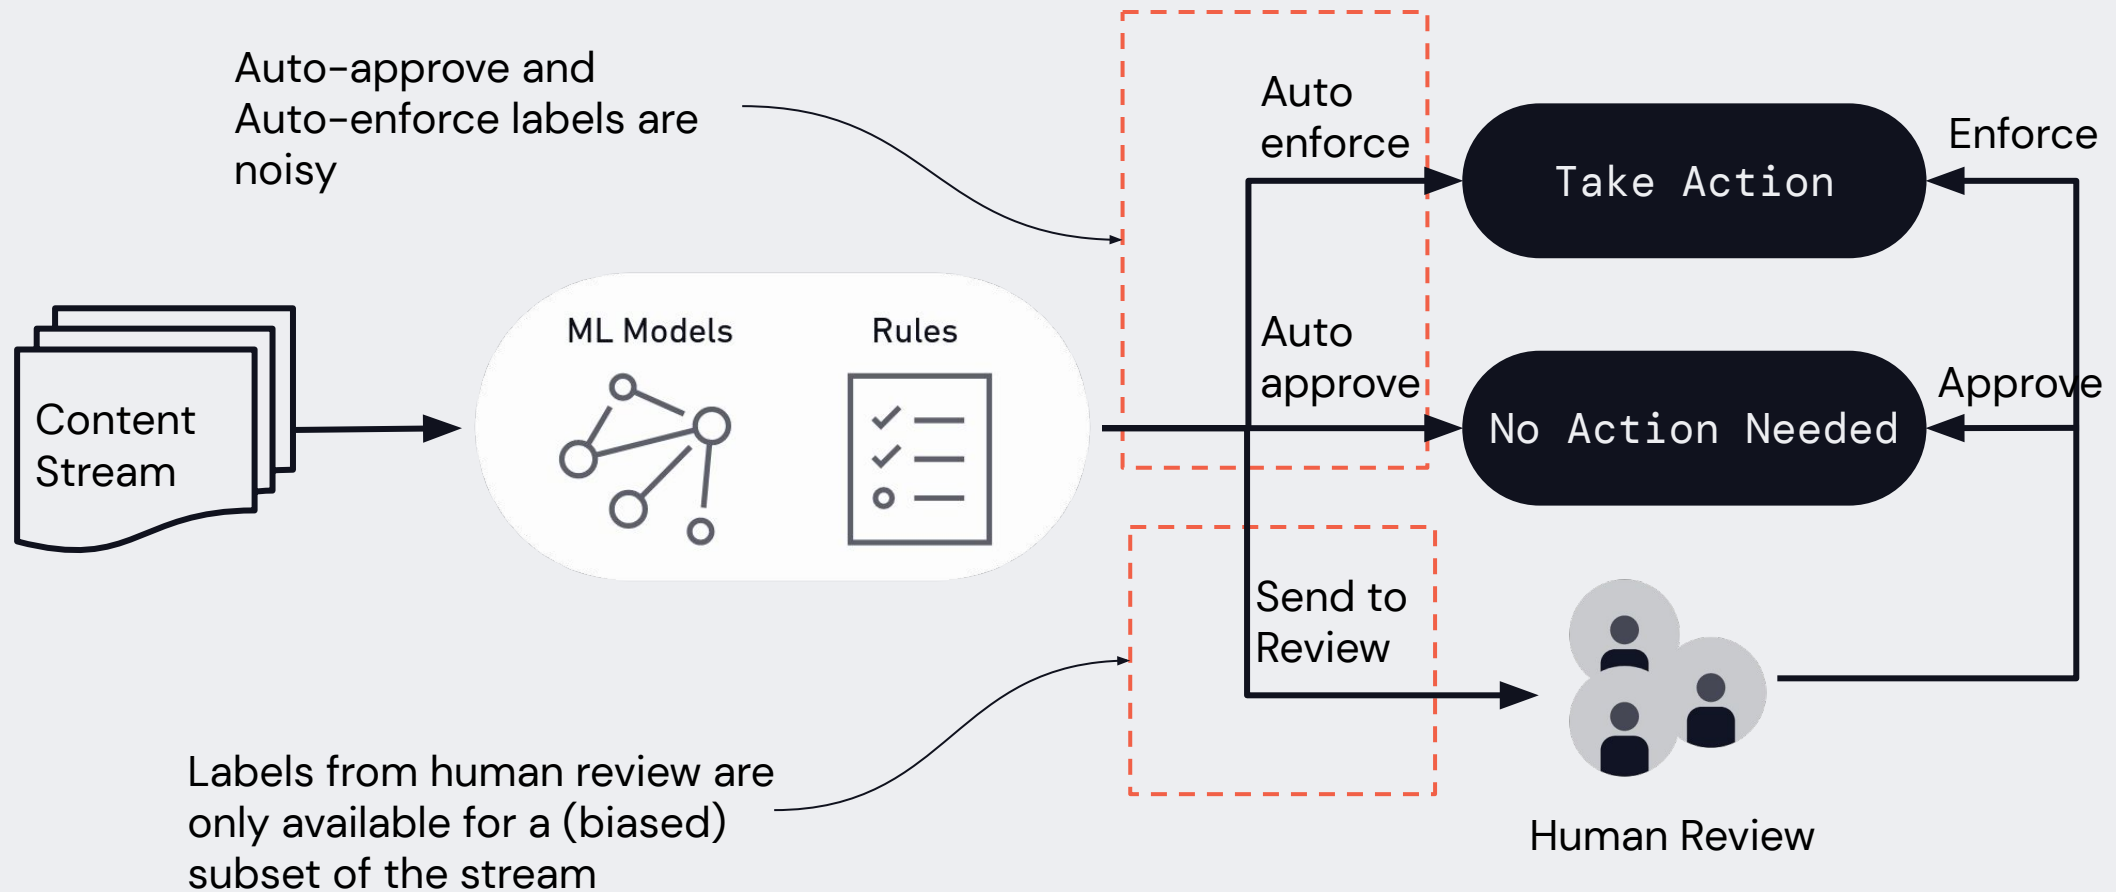 Auto-approve and
Auto-enforce labels are
noisy
Auto
enforce
Take Action
Enforce
ML Models
Rules
Content
Stream
Auto
approve
No Action Needed
Approve
Send to
Review
Labels from human review are
only available for a (biased)
subset of the stream
Human Review